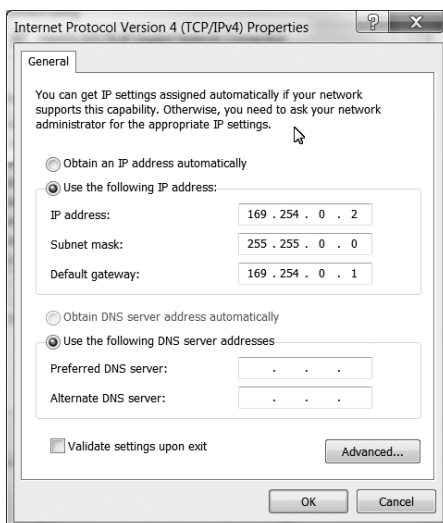 Internet Protocol Version 4 (TCP/IPv4) Properties
? X
General
You can get IP settings assigned automatically if your network
supports this capability. Otherwise, you need to ask your network
administrator for the appropriate IP settings.
Obtain an IP address automatically
Use the following IP address:
IP address: 169 . 254 . 0 . 2
Subnet mask: 255 . 255 . 0 . 0
Default gateway: 169 . 254 . 0 . 1
Obtain DNS server address automatically
Use the following DNS server addresses
Preferred DNS server: . . .
Alternate DNS server: . . .
Validate settings upon exit
Advanced...
OK Cancel